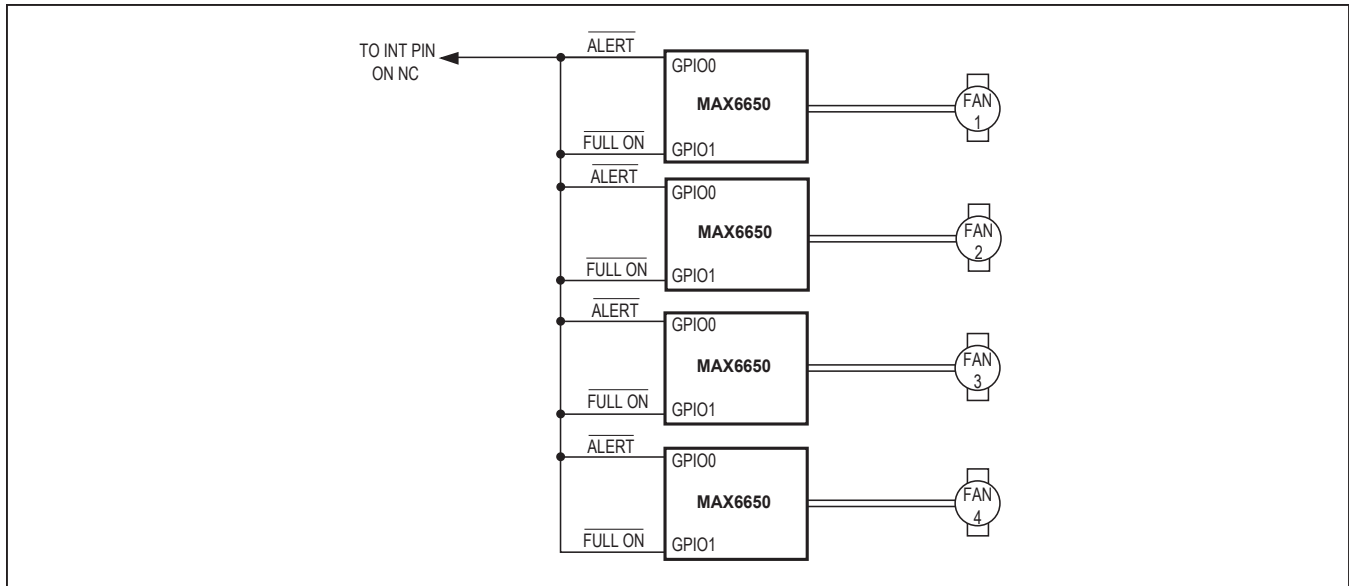 TO INT PIN
ON NC
ALERT
GPIO0
MAX6650
FULL ON
GPIO1
FAN
1
ALERT
GPIO0
MAX6650
FULL ON
GPIO1
FAN
2
ALERT
GPIO0
MAX6650
FULL ON
GPIO1
FAN
3
ALERT
GPIO0
MAX6650
FULL ON
GPIO1
FAN
4